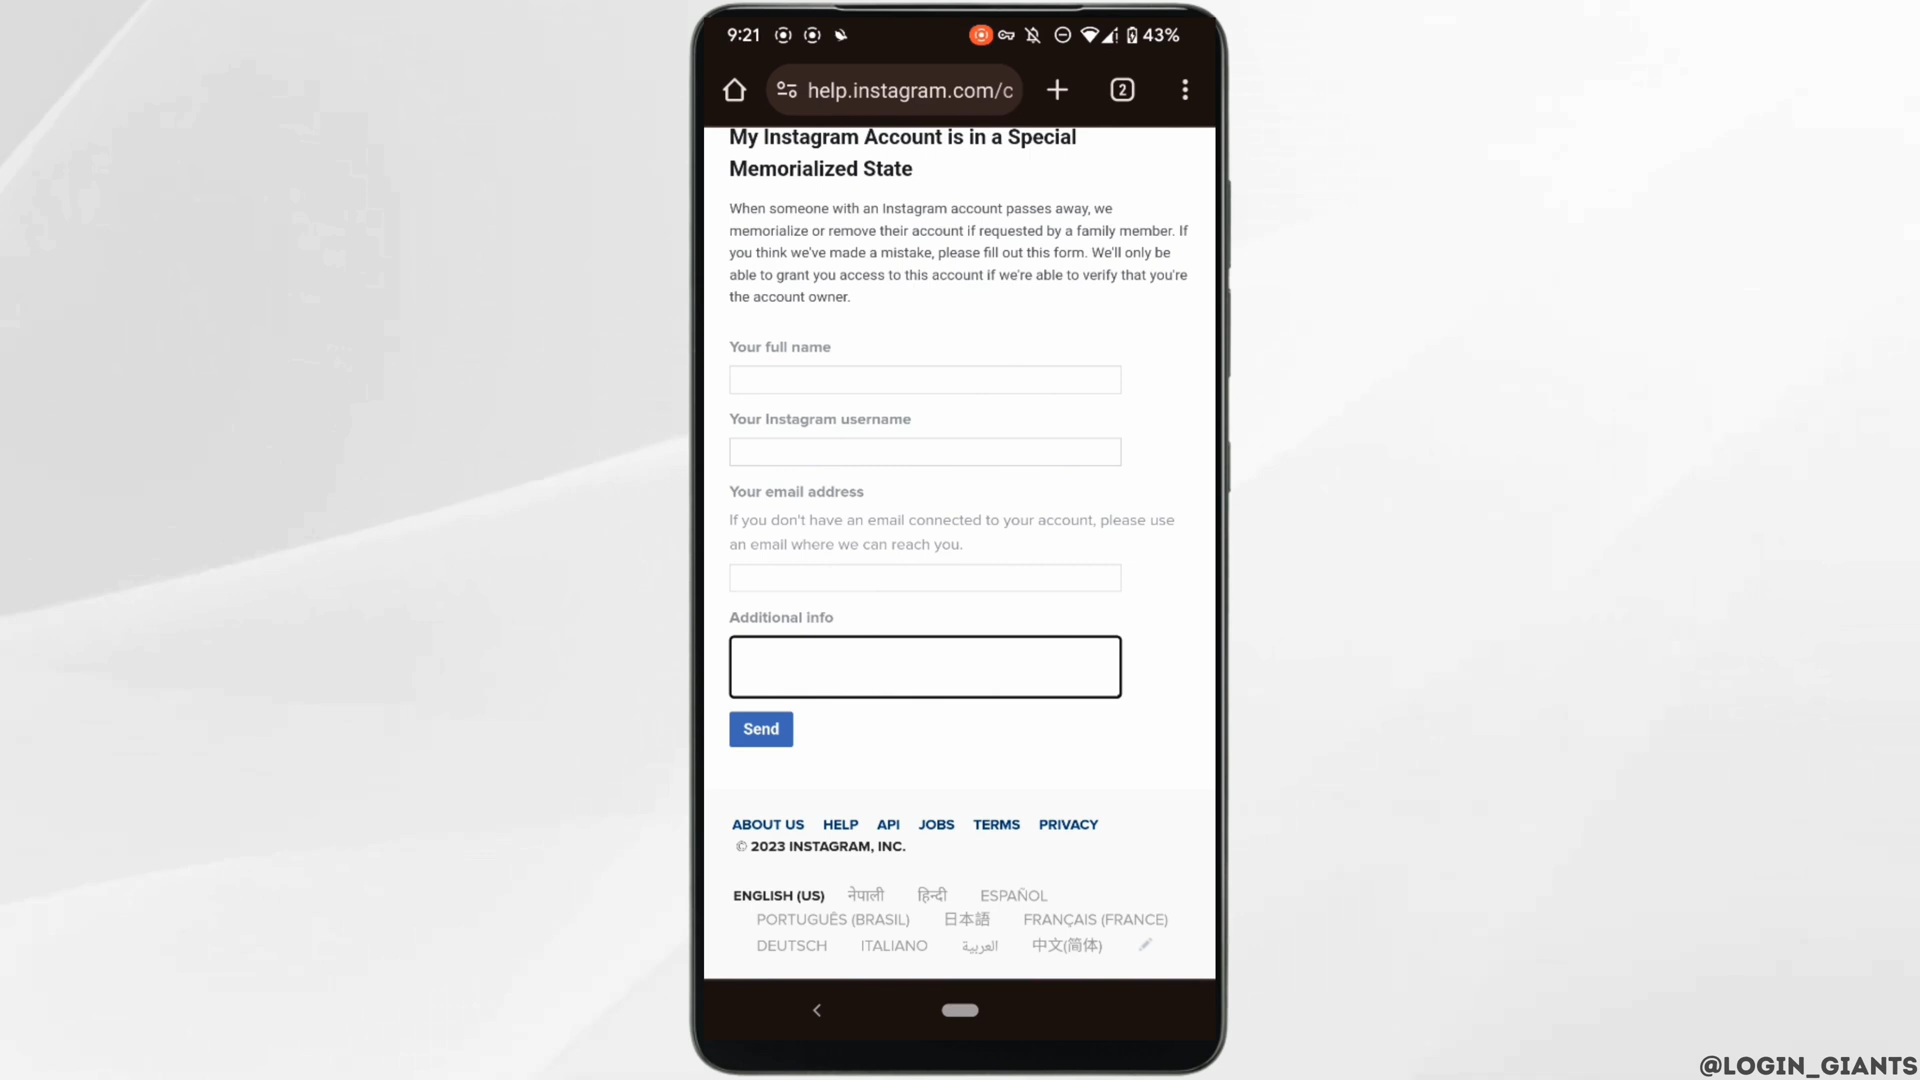 9:21
43%
help.instagram.com/c
2
My Instagram Account is in a Special
Memorialized State
When someone with an Instagram account passes away, we
memorialize or remove their account if requested by a family member. If
you think we've made a mistake, please fill out this form. We'll only be
able to grant you access to this account if we're able to verify that you're
the account owner.
Your full name
Your Instagram username
Your email address
If you don't have an email connected to your account, please use
an email where we can reach you.
Additional info
Send
ABOUT US HELP API JOBS TERMS PRIVACY
© 2023 INSTAGRAM, INC.
ENGLISH (US) नेपाली हिन्दी ESPAÑOL
PORTUGUÊS (BRASIL) 日本語 FRANÇAIS (FRANCE)
DEUTSCH ITALIANO العربية 中文(简体)
@LOGIN_GIANTS